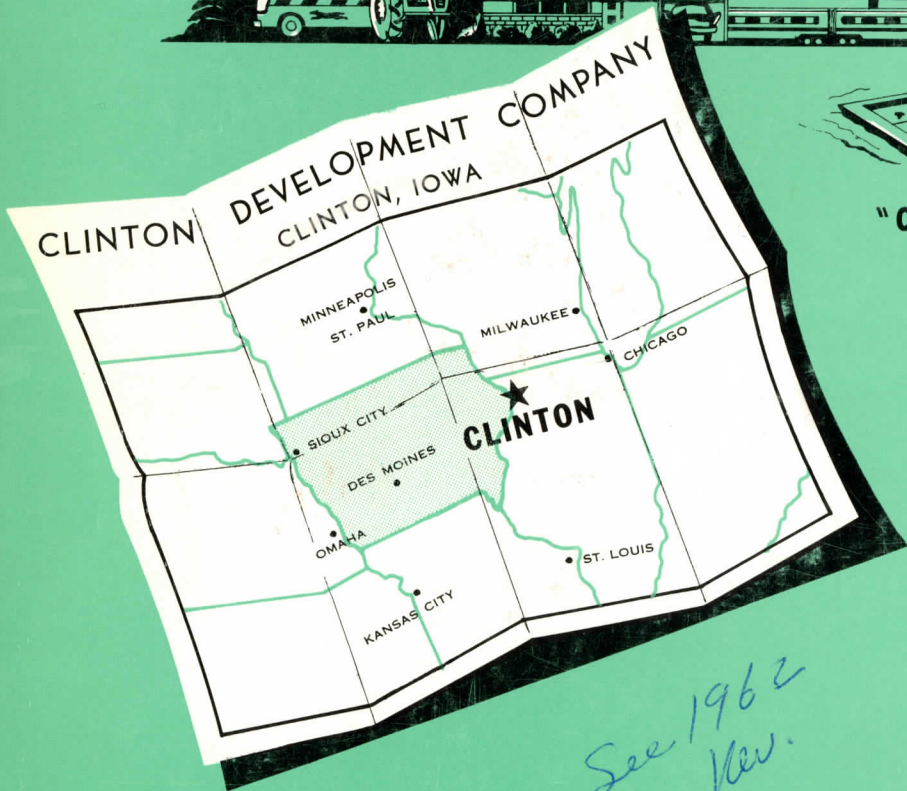 CLINTON DEVELOPMENT COMPANY
CLINTON, IOWA
MINNEAPOLIS
ST. PAUL
MILWAUKEE
CHICAGO
SIOUX CITY
CLINTON
DES MOINES
OMAHA
ST. LOUIS
KANSAS CITY
See 1962
Rev.